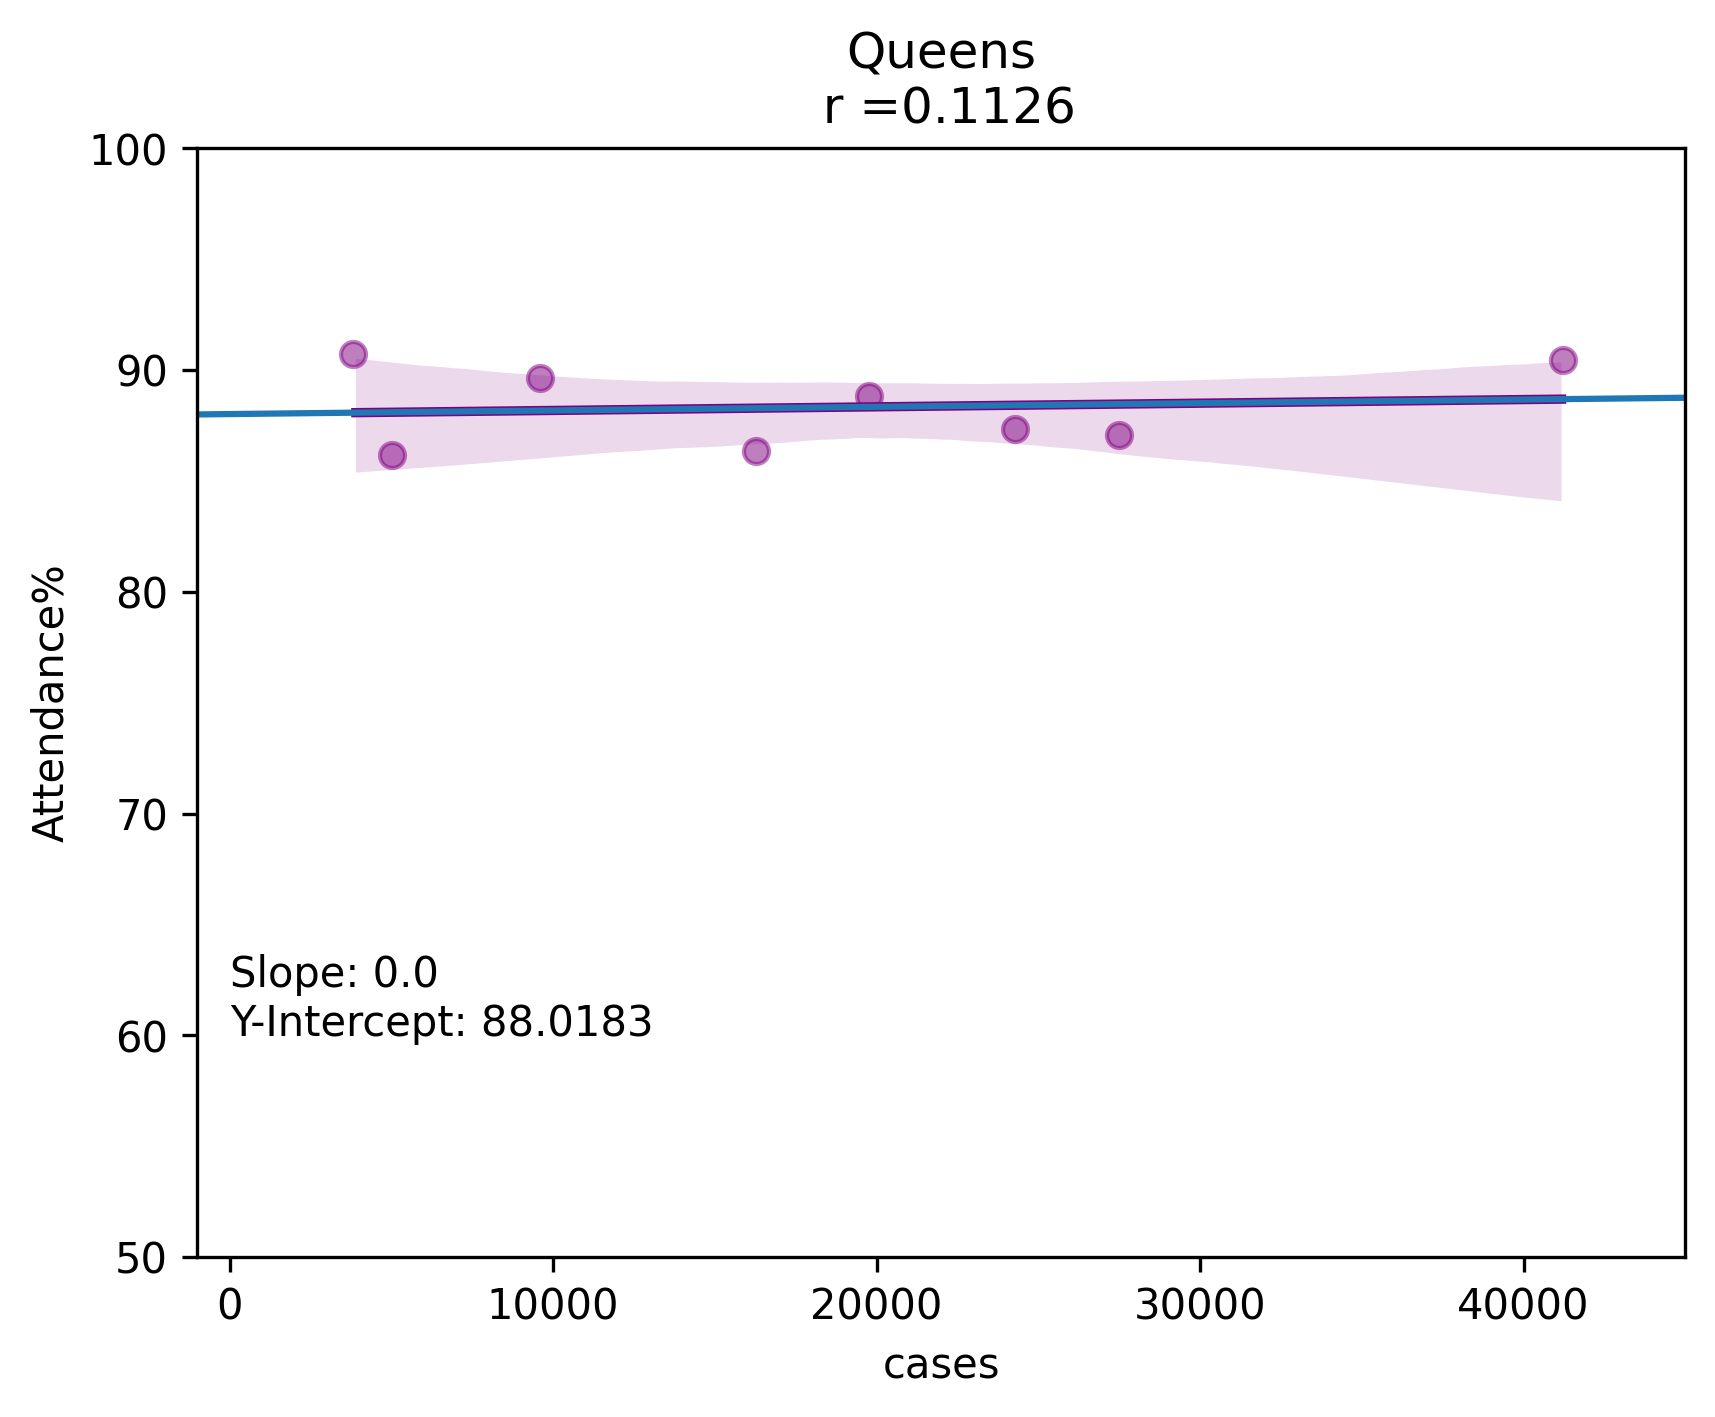 Queens
r =0.1126
100
90
80
70
60
50
Attendance%
Slope: 0.0
Y-Intercept: 88.0183
0 10000 20000 30000 40000
cases